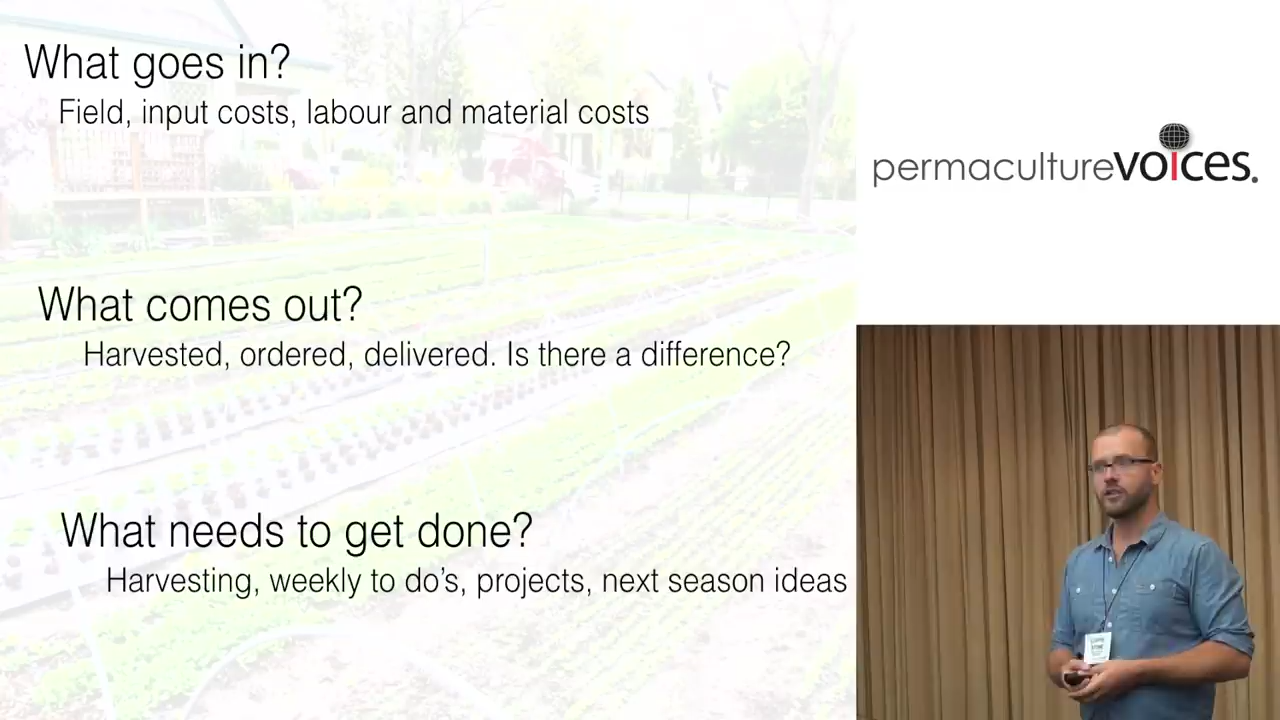 What goes in?
Field, input costs, labour and material costs
permaculturevoices.
What comes out?
Harvested, ordered, delivered. Is there a difference?
What needs to get done?
Harvesting, weekly to do's, projects, next season ideas